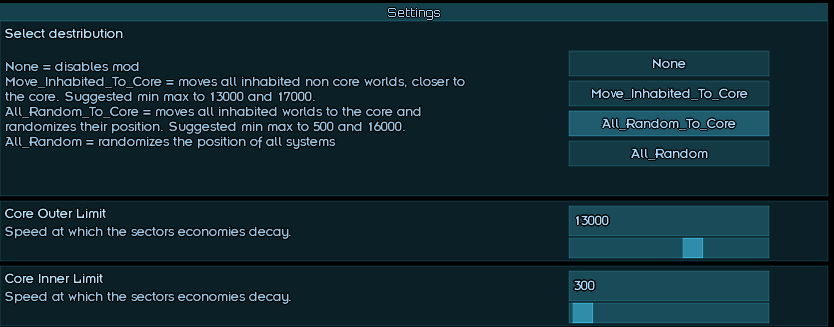 Settings
Select destribution
None = disables mod
Move_Inhabited_To_Core = moves all inhabited non core worlds, closer to
the core. Suggested min max to 13000 and 17000.
All_Random_To_Core = moves all inhabited worlds to the core and
randomizes their position. Suggested min max to 500 and 16000.
All_Random = randomizes the position of all systems
None
Move_Inhabited_To_Core
All_Random_To_Core
All_Random
Core Outer Limit
Speed at which the sectors economies decay.
13000
Core Inner Limit
Speed at which the sectors economies decay.
300